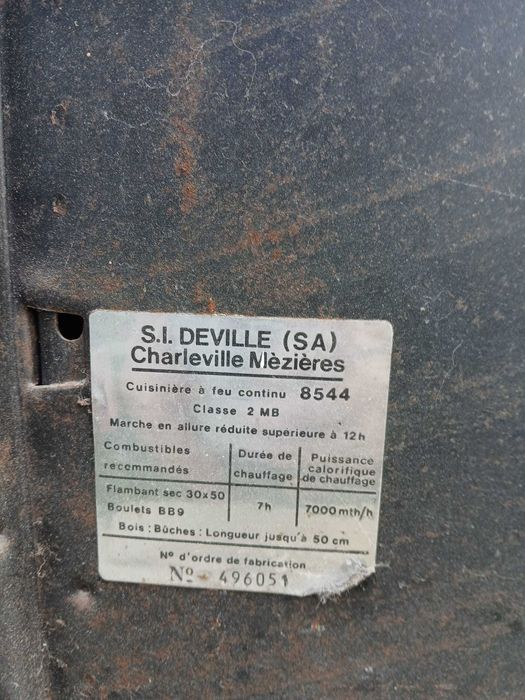 S.I. DEVILLE (SA)
Charleville Mèzières
Cuisinière à feu continu 8544
Classe 2 MB
Marche en allure réduite supérieure à 12h
Combustibles recommandés
Durée de chauffage
Puissance calorifique de chauffage
Flambant sec 30x50
Boulets BB9
7h
7000mth/h
Bois : Bûches : Longueur jusqu'à 50 cm
Nº d'ordre de fabrication
Nº 496051